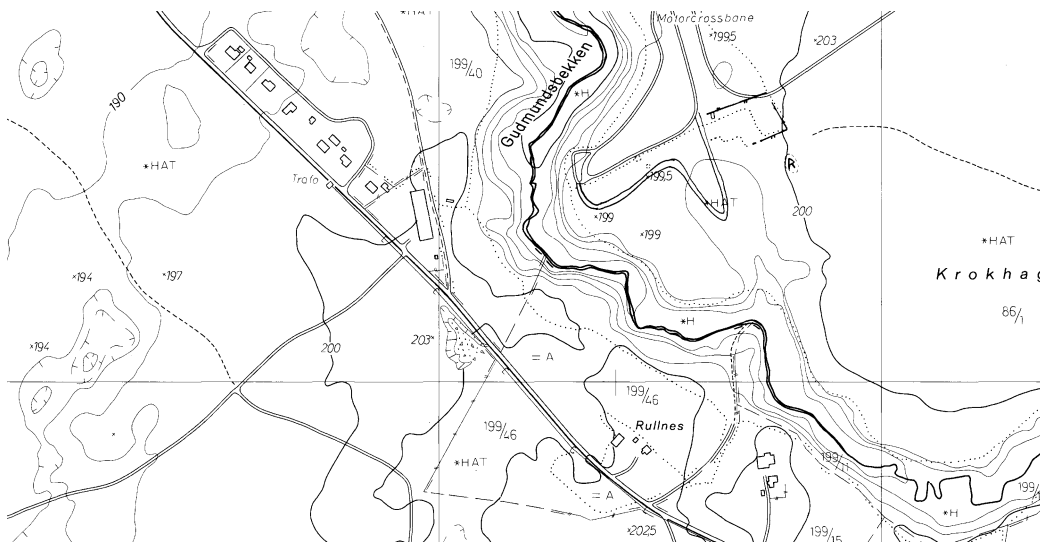 *HAT
Motorcrossbane
×199,5
×203
199/40
Gudmundsbekken
*H
190
*HAT
Trafo
R
×199,5
*HAT
×199
200
×199
*HAT
×194
×197
Krokhag
86/1
*H
×194
200
203×
= A
199/46
199/46
Rullnes
*HAT
199/11
= A
199/1
*H
×202,5
199/15